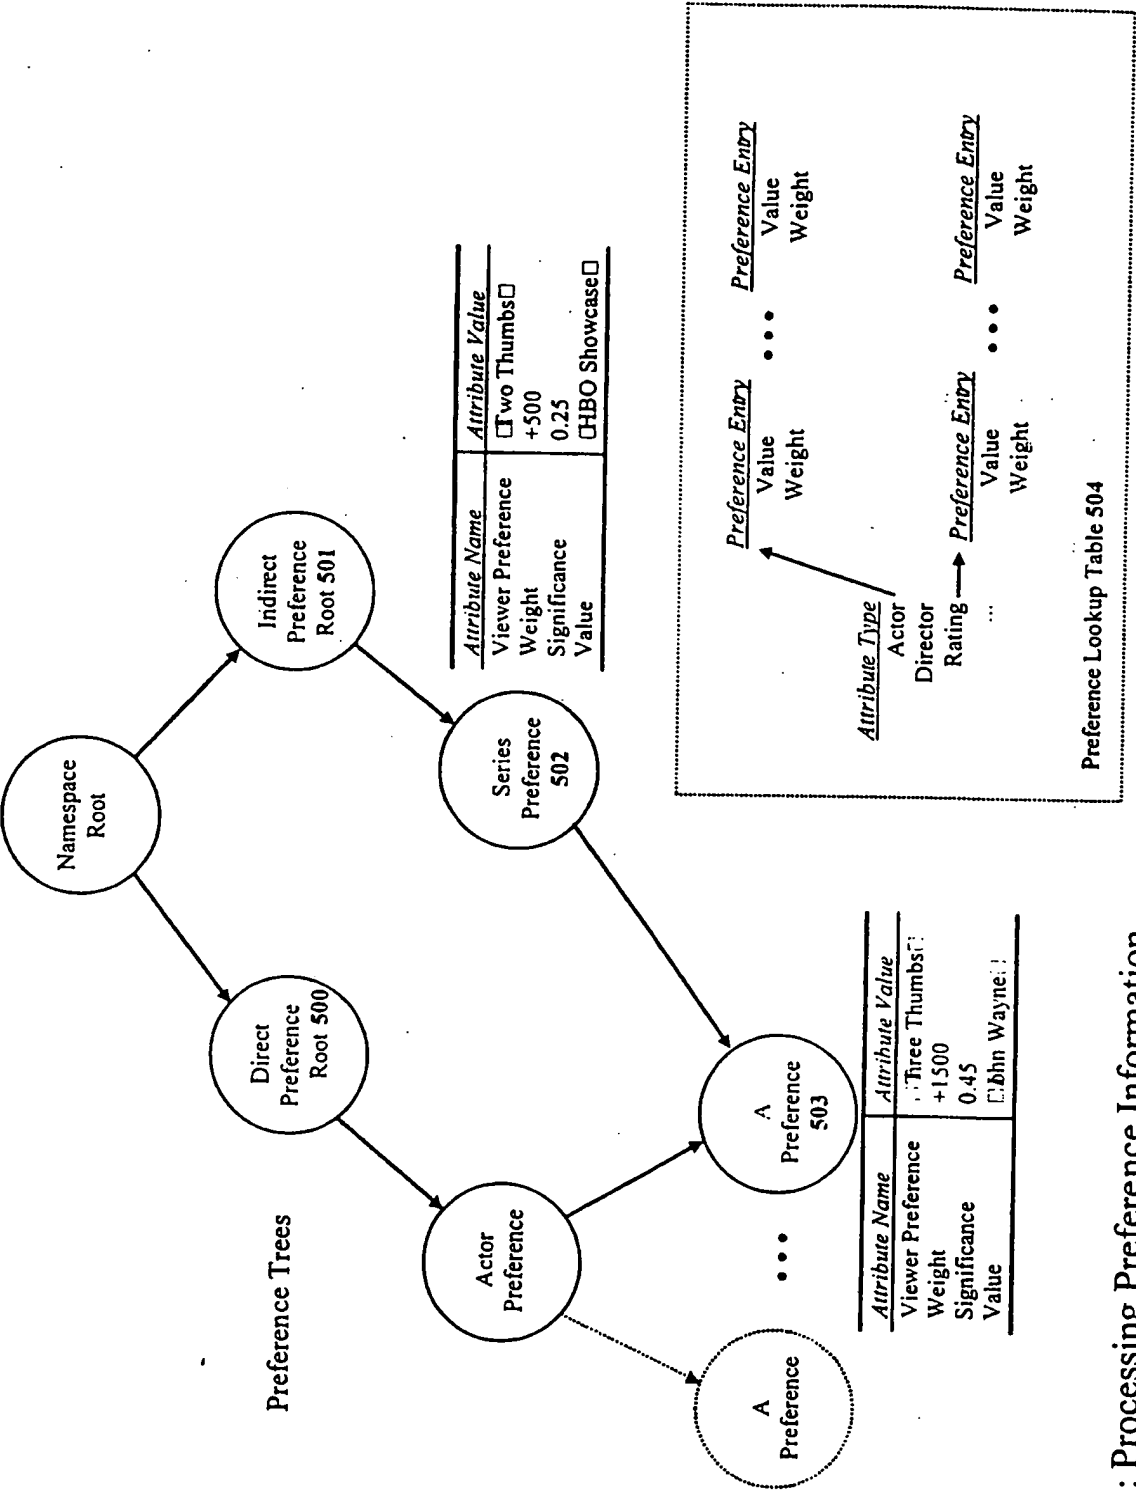 Preference Trees
Namespace
Root
Direct
Preference
Root 500
Indirect
Preference
Root 501
Actor
Preference
Series
Preference
502
Attribute Name Attribute Value
Viewer Preference □Two Thumbs□
Weight +500
Significance 0.25
Value □HBO Showcase□
A
Preference
•••
A
Preference
503
Attribute Name Attribute Value
Viewer Preference Three Thumbs
Weight +1500
Significance 0.45
Value Wayne
Attribute Type
Actor
Director
Rating
...
Preference Entry ••• Preference Entry
Value Value
Weight Weight
Preference Entry ••• Preference Entry
Value Value
Weight Weight
Preference Lookup Table 504
: Processing Preference Information